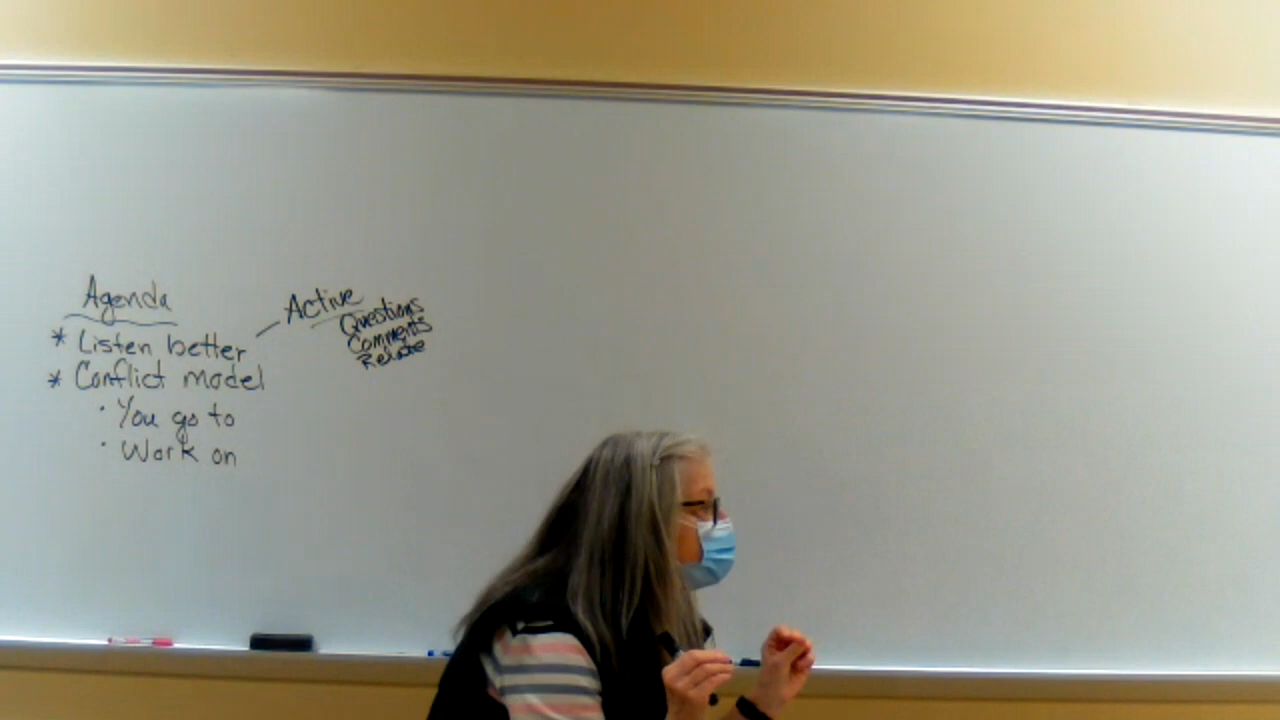 Agenda
* Listen better
* Conflict model
· You go to
· Work on
Active
Questions
Comments
Relate